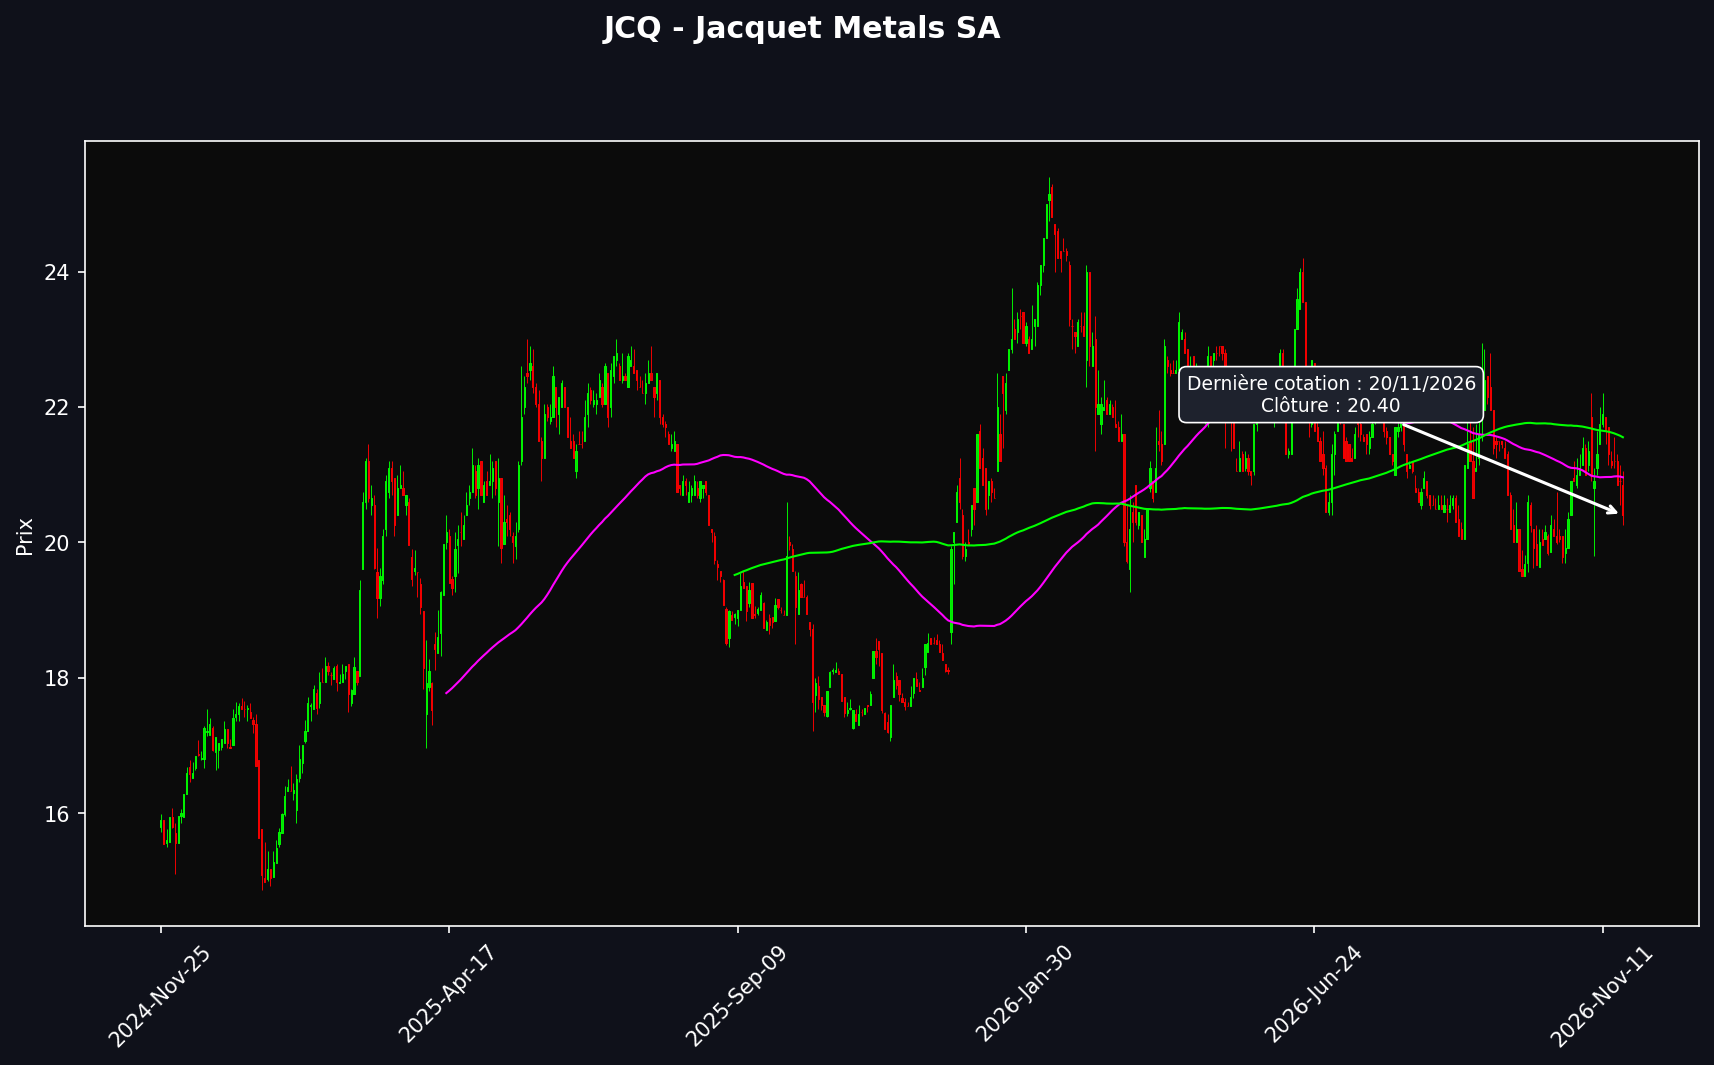 JCQ - Jacquet Metals SA
Prix
24
22
20
18
16
Dernière cotation : 20/11/2026
Clôture : 20.40
2024-Nov-25
2025-Apr-17
2025-Sep-09
2026-Jan-30
2026-Jun-24
2026-Nov-11